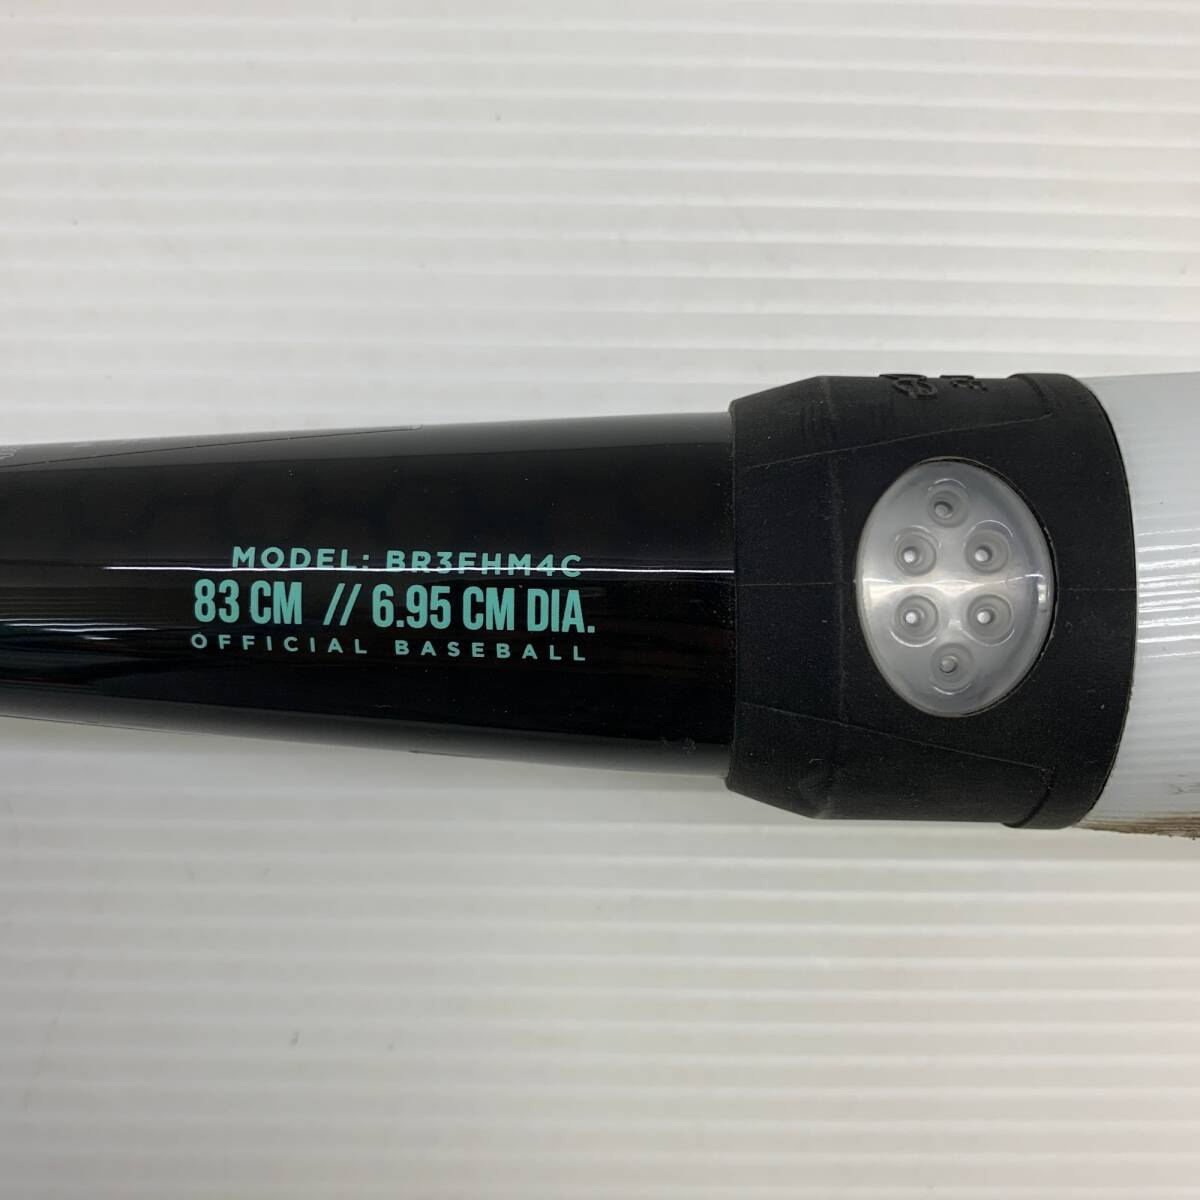 MODEL: BR3FHM4C
83 CM // 6.95 CM DIA.
OFFICIAL BASEBALL